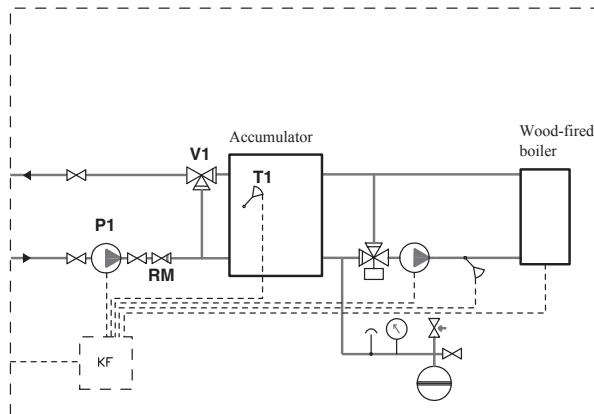 Wood-fired
boiler
Accumulator
V1
T1
P1
RM
KF